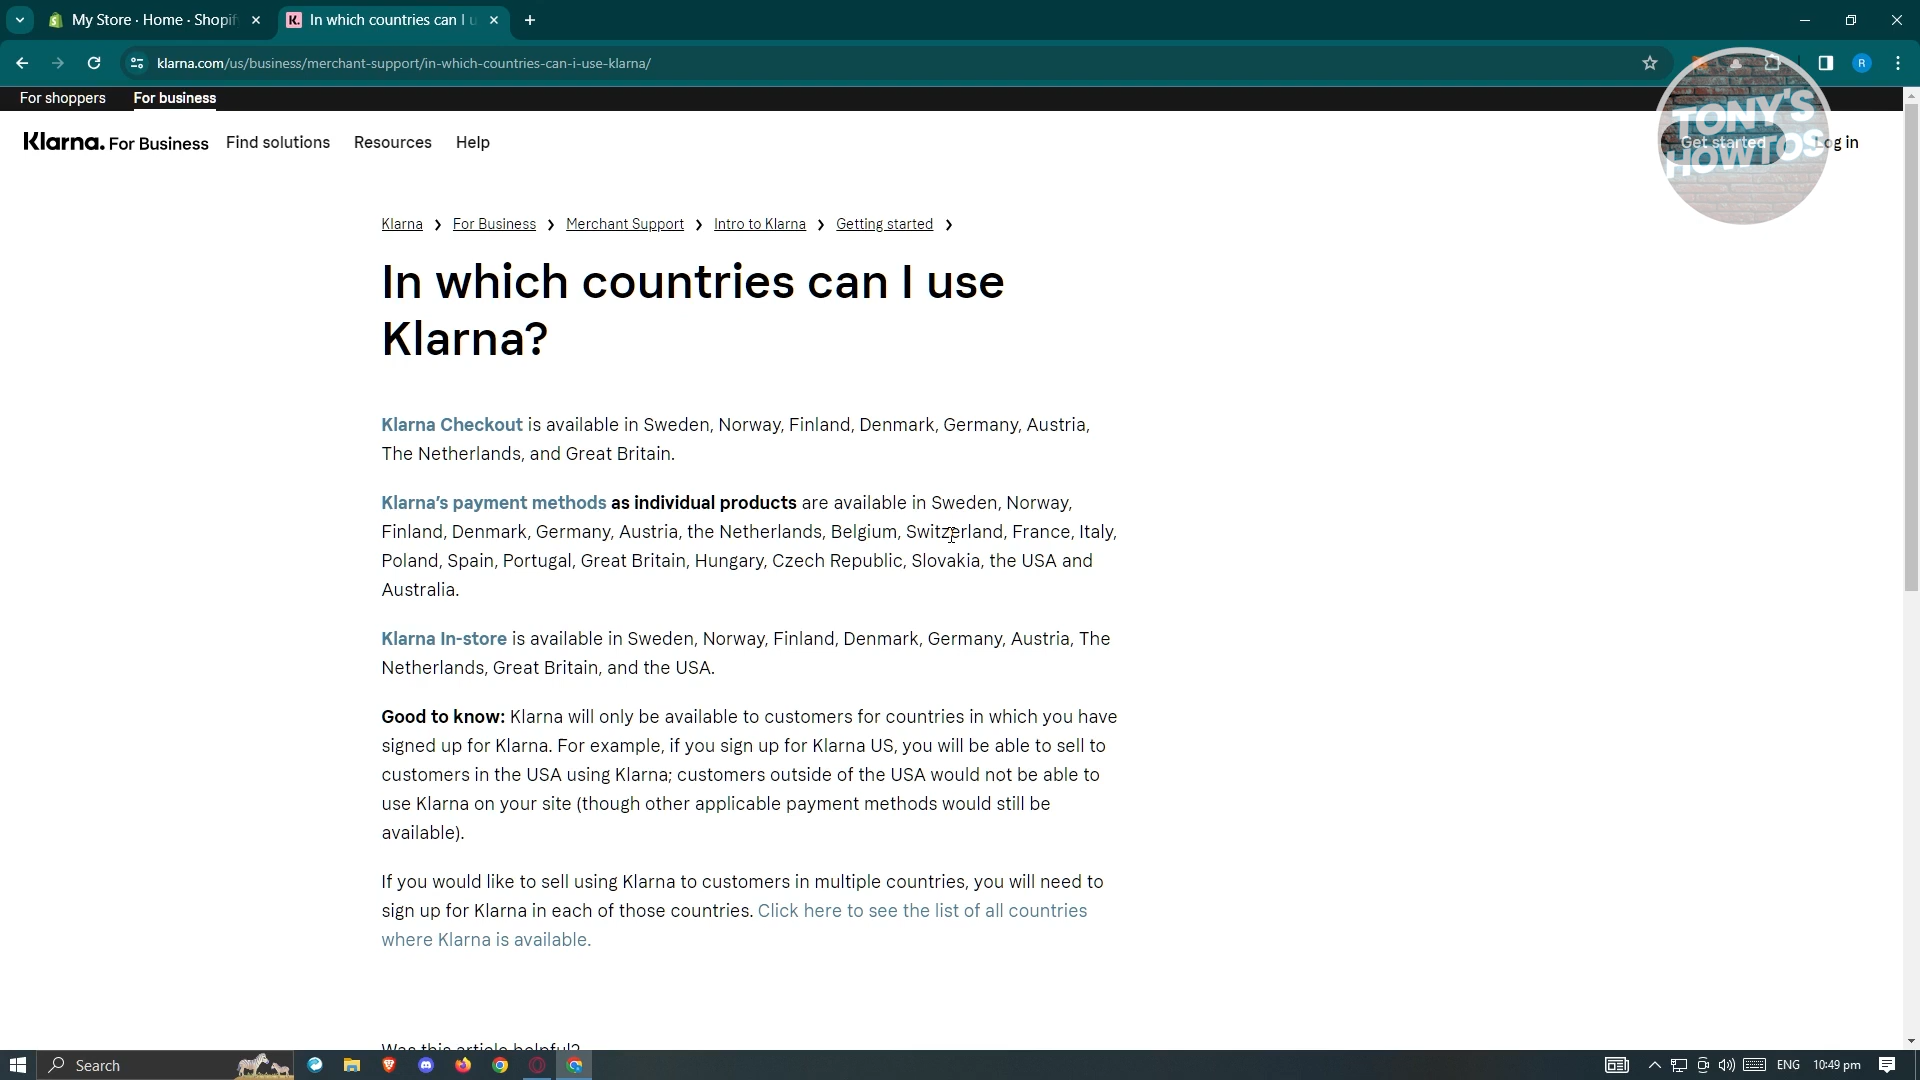 My Store · Home · Shopif
In which countries can I u
klarna.com/us/business/merchant-support/in-which-countries-can-i-use-klarna/
R
For shoppers
For business
Klarna. For Business
Find solutions
Resources
Help
Get started
Log in
TONY'S
HOWTOS
Klarna
For Business
Merchant Support
Intro to Klarna
Getting started
In which countries can I use
Klarna?
Klarna Checkout is available in Sweden, Norway, Finland, Denmark, Germany, Austria,
The Netherlands, and Great Britain.
Klarna's payment methods as individual products are available in Sweden, Norway,
Finland, Denmark, Germany, Austria, the Netherlands, Belgium, Switzerland, France, Italy,
Poland, Spain, Portugal, Great Britain, Hungary, Czech Republic, Slovakia, the USA and
Australia.
Klarna In-store is available in Sweden, Norway, Finland, Denmark, Germany, Austria, The
Netherlands, Great Britain, and the USA.
Good to know: Klarna will only be available to customers for countries in which you have
signed up for Klarna. For example, if you sign up for Klarna US, you will be able to sell to
customers in the USA using Klarna; customers outside of the USA would not be able to
use Klarna on your site (though other applicable payment methods would still be
available).
If you would like to sell using Klarna to customers in multiple countries, you will need to
sign up for Klarna in each of those countries. Click here to see the list of all countries
where Klarna is available.
Was this article helpful?
Search
ENG
10:49 pm